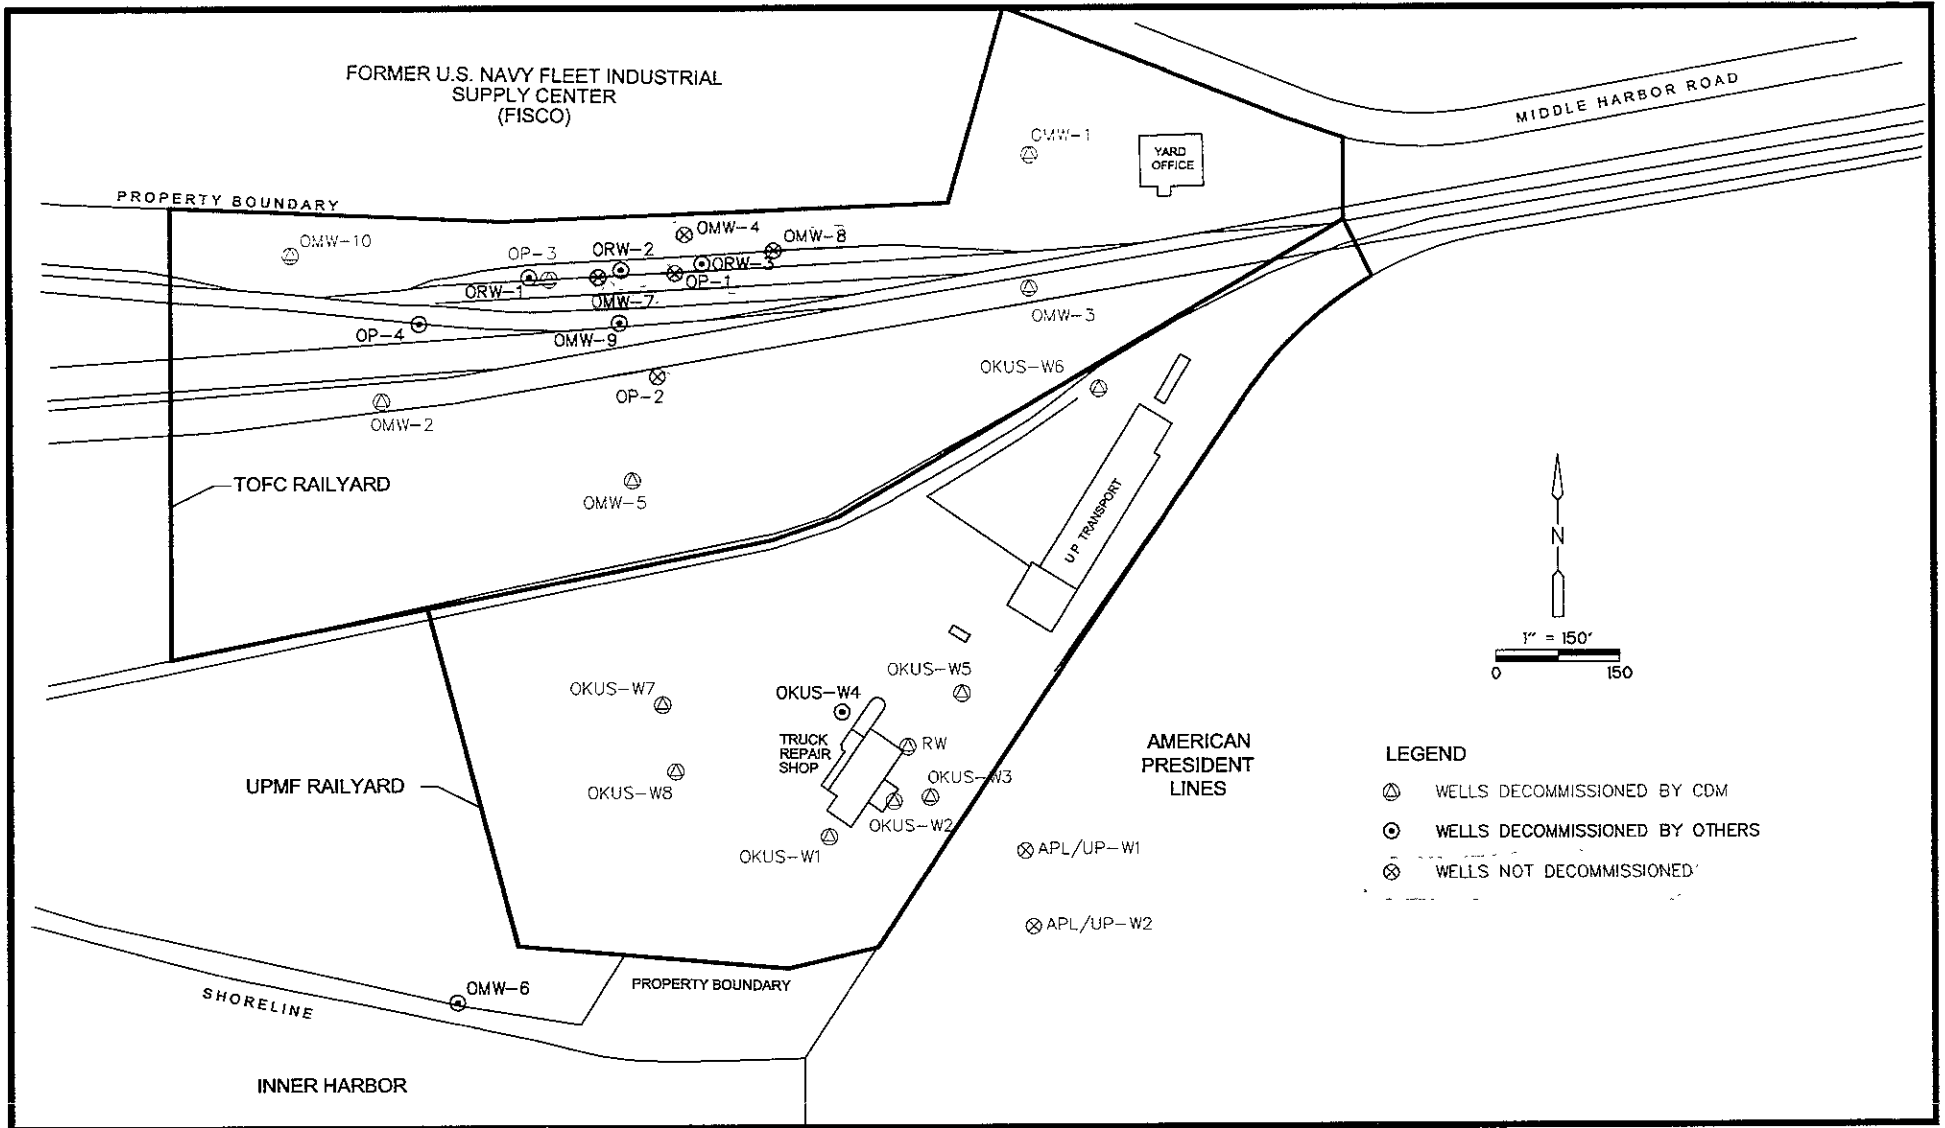 FORMER U.S. NAVY FLEET INDUSTRIAL
SUPPLY CENTER
(FISCO)
MIDDLE HARBOR ROAD
OMW-1
YARD
OFFICE
PROPERTY BOUNDARY
OMW-10
OP-3
ORW-2
OMW-4
OMW-8
ORW-3
ORW-1
OP-1
OMW-7
OP-4
OMW-9
OMW-3
OKUS-W6
OP-2
OMW-2
TOFC RAILYARD
OMW-5
UP TRANSPORT
N
1" = 150'
0 150
OKUS-W7
OKUS-W4
OKUS-W5
TRUCK
REPAIR
SHOP
RW
AMERICAN
PRESIDENT
LINES
UPMF RAILYARD
OKUS-W8
OKUS-W3
OKUS-W2
OKUS-W1
LEGEND
WELLS DECOMMISSIONED BY CDM
WELLS DECOMMISSIONED BY OTHERS
WELLS NOT DECOMMISSIONED
APL/UP-W1
APL/UP-W2
OMW-6
PROPERTY BOUNDARY
SHORELINE
INNER HARBOR